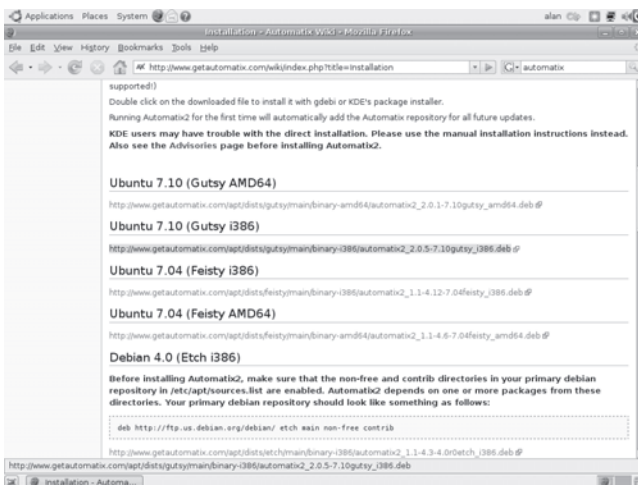 Applications Places System
alan
Installation - Automatix Wiki - Mozilla Firefox
File Edit View History Bookmarks Tools Help
http://www.getautomatix.com/wiki/index.php?title=Installation
automatix
supported!)
Double click on the downloaded file to install it with gdebi or KDE's package installer.
Running Automatix2 for the first time will automatically add the Automatix repository for all future updates.
KDE users may have trouble with the direct installation. Please use the manual installation instructions instead.
Also see the Advisories page before installing Automatix2.
Ubuntu 7.10 (Gutsy AMD64)
http://www.getautomatix.com/apt/dists/gutsy/main/binary-amd64/automatix2_2.0.1-7.10gutsy_amd64.deb
Ubuntu 7.10 (Gutsy i386)
http://www.getautomatix.com/apt/dists/gutsy/main/binary-i386/automatix2_2.0.5-7.10gutsy_i386.deb
Ubuntu 7.04 (Feisty i386)
http://www.getautomatix.com/apt/dists/feisty/main/binary-i386/automatix2_1.1-4.12-7.04feisty_i386.deb
Ubuntu 7.04 (Feisty AMD64)
http://www.getautomatix.com/apt/dists/feisty/main/binary-amd64/automatix2_1.1-4.6-7.04feisty_amd64.deb
Debian 4.0 (Etch i386)
Before installing Automatix2, make sure that the non-free and contrib directories in your primary debian
repository in /etc/apt/sources.list are enabled. Automatix2 depends on one or more packages from these
directories. Your primary debian repository should look like something as follows:
deb http://ftp.us.debian.org/debian/ etch main non-free contrib
http://www.getautomatix.com/apt/dists/etch/main/binary-i386/automatix2_1.1-4.3-4.0r0etch_i386.deb
http://www.getautomatix.com/apt/dists/gutsy/main/binary-i386/automatix2_2.0.5-7.10gutsy_i386.deb
Installation - Automa...